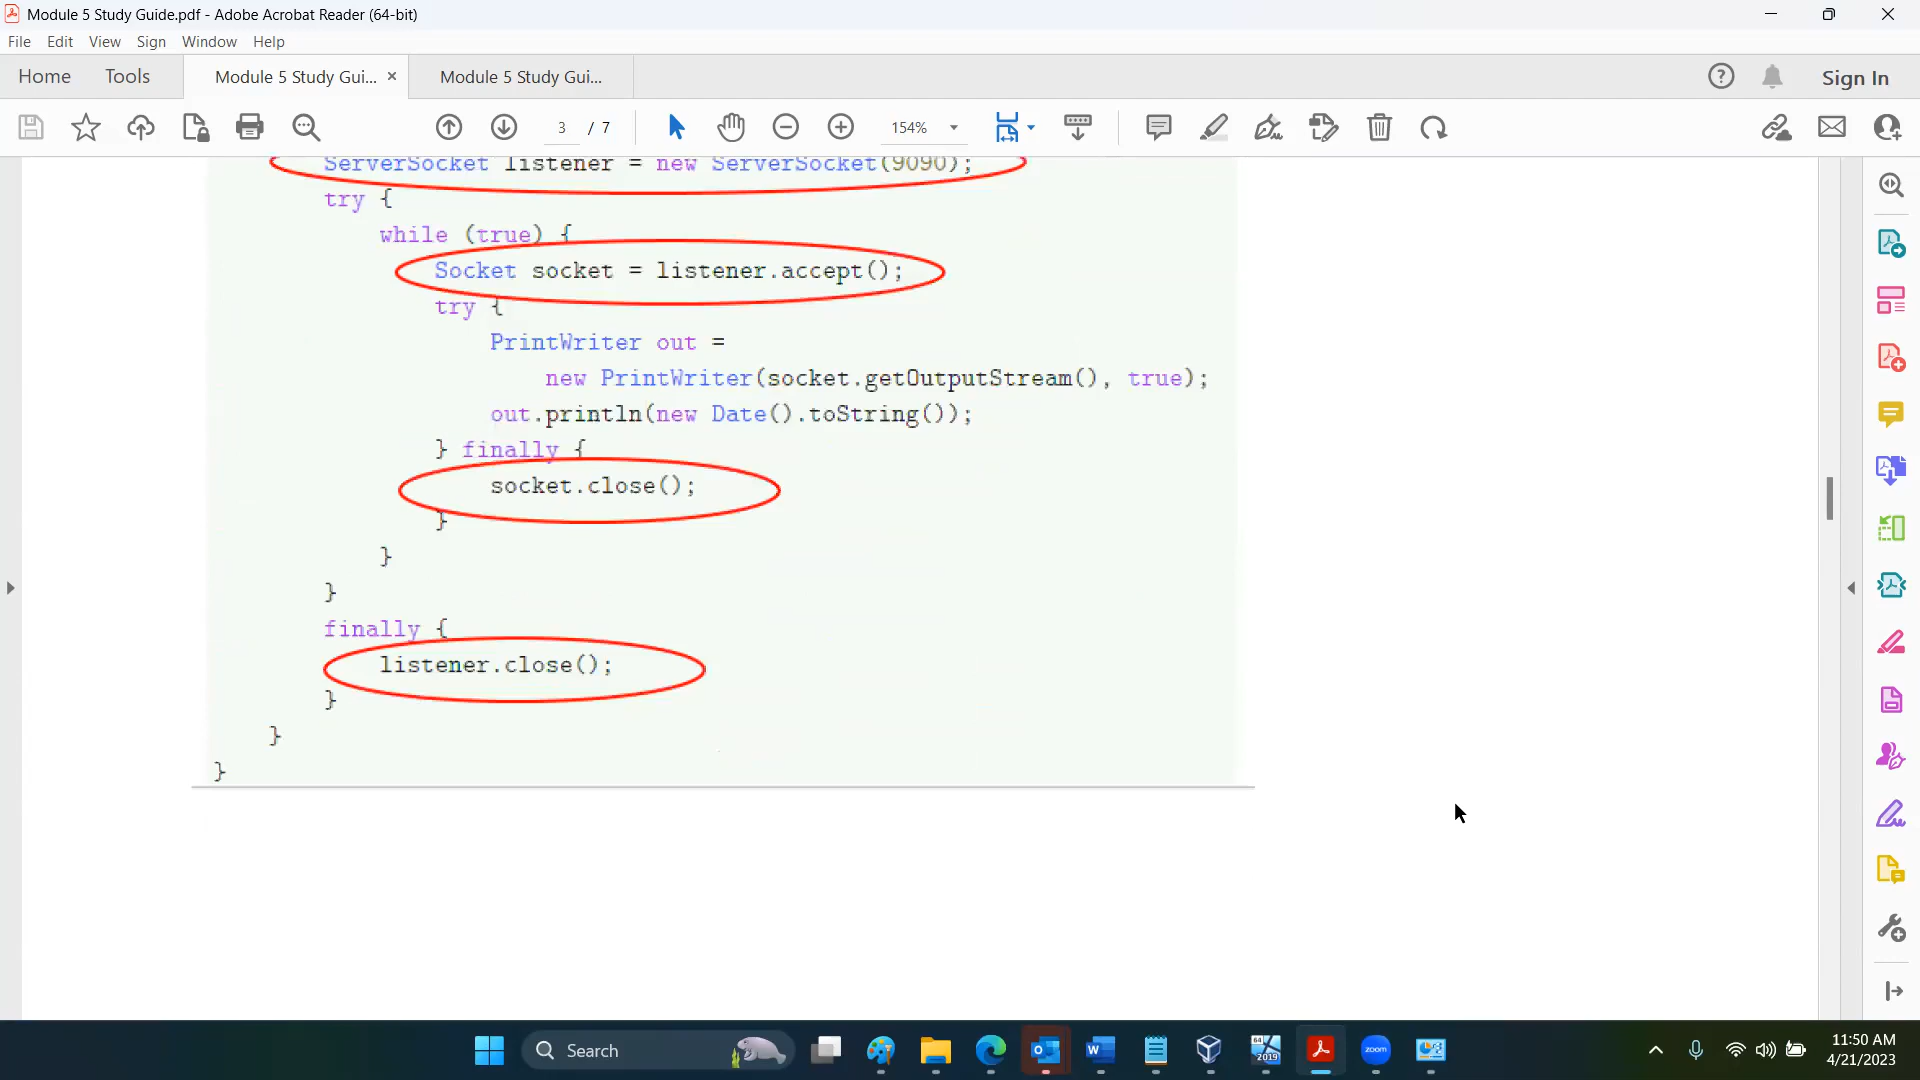 Module 5 Study Guide.pdf - Adobe Acrobat Reader (64-bit)
File Edit View Sign Window Help
Home Tools Module 5 Study Gui... × Module 5 Study Gui... Sign In
3 / 7 154%
ServerSocket listener = new ServerSocket(9090);
try {
while (true) {
Socket socket = listener.accept();
try {
PrintWriter out =
new PrintWriter(socket.getOutputStream(), true);
out.println(new Date().toString());
} finally {
socket.close();
}
}
}
finally {
listener.close();
}
}
}
Search
64
2019
zoom
11:50 AM
4/21/2023